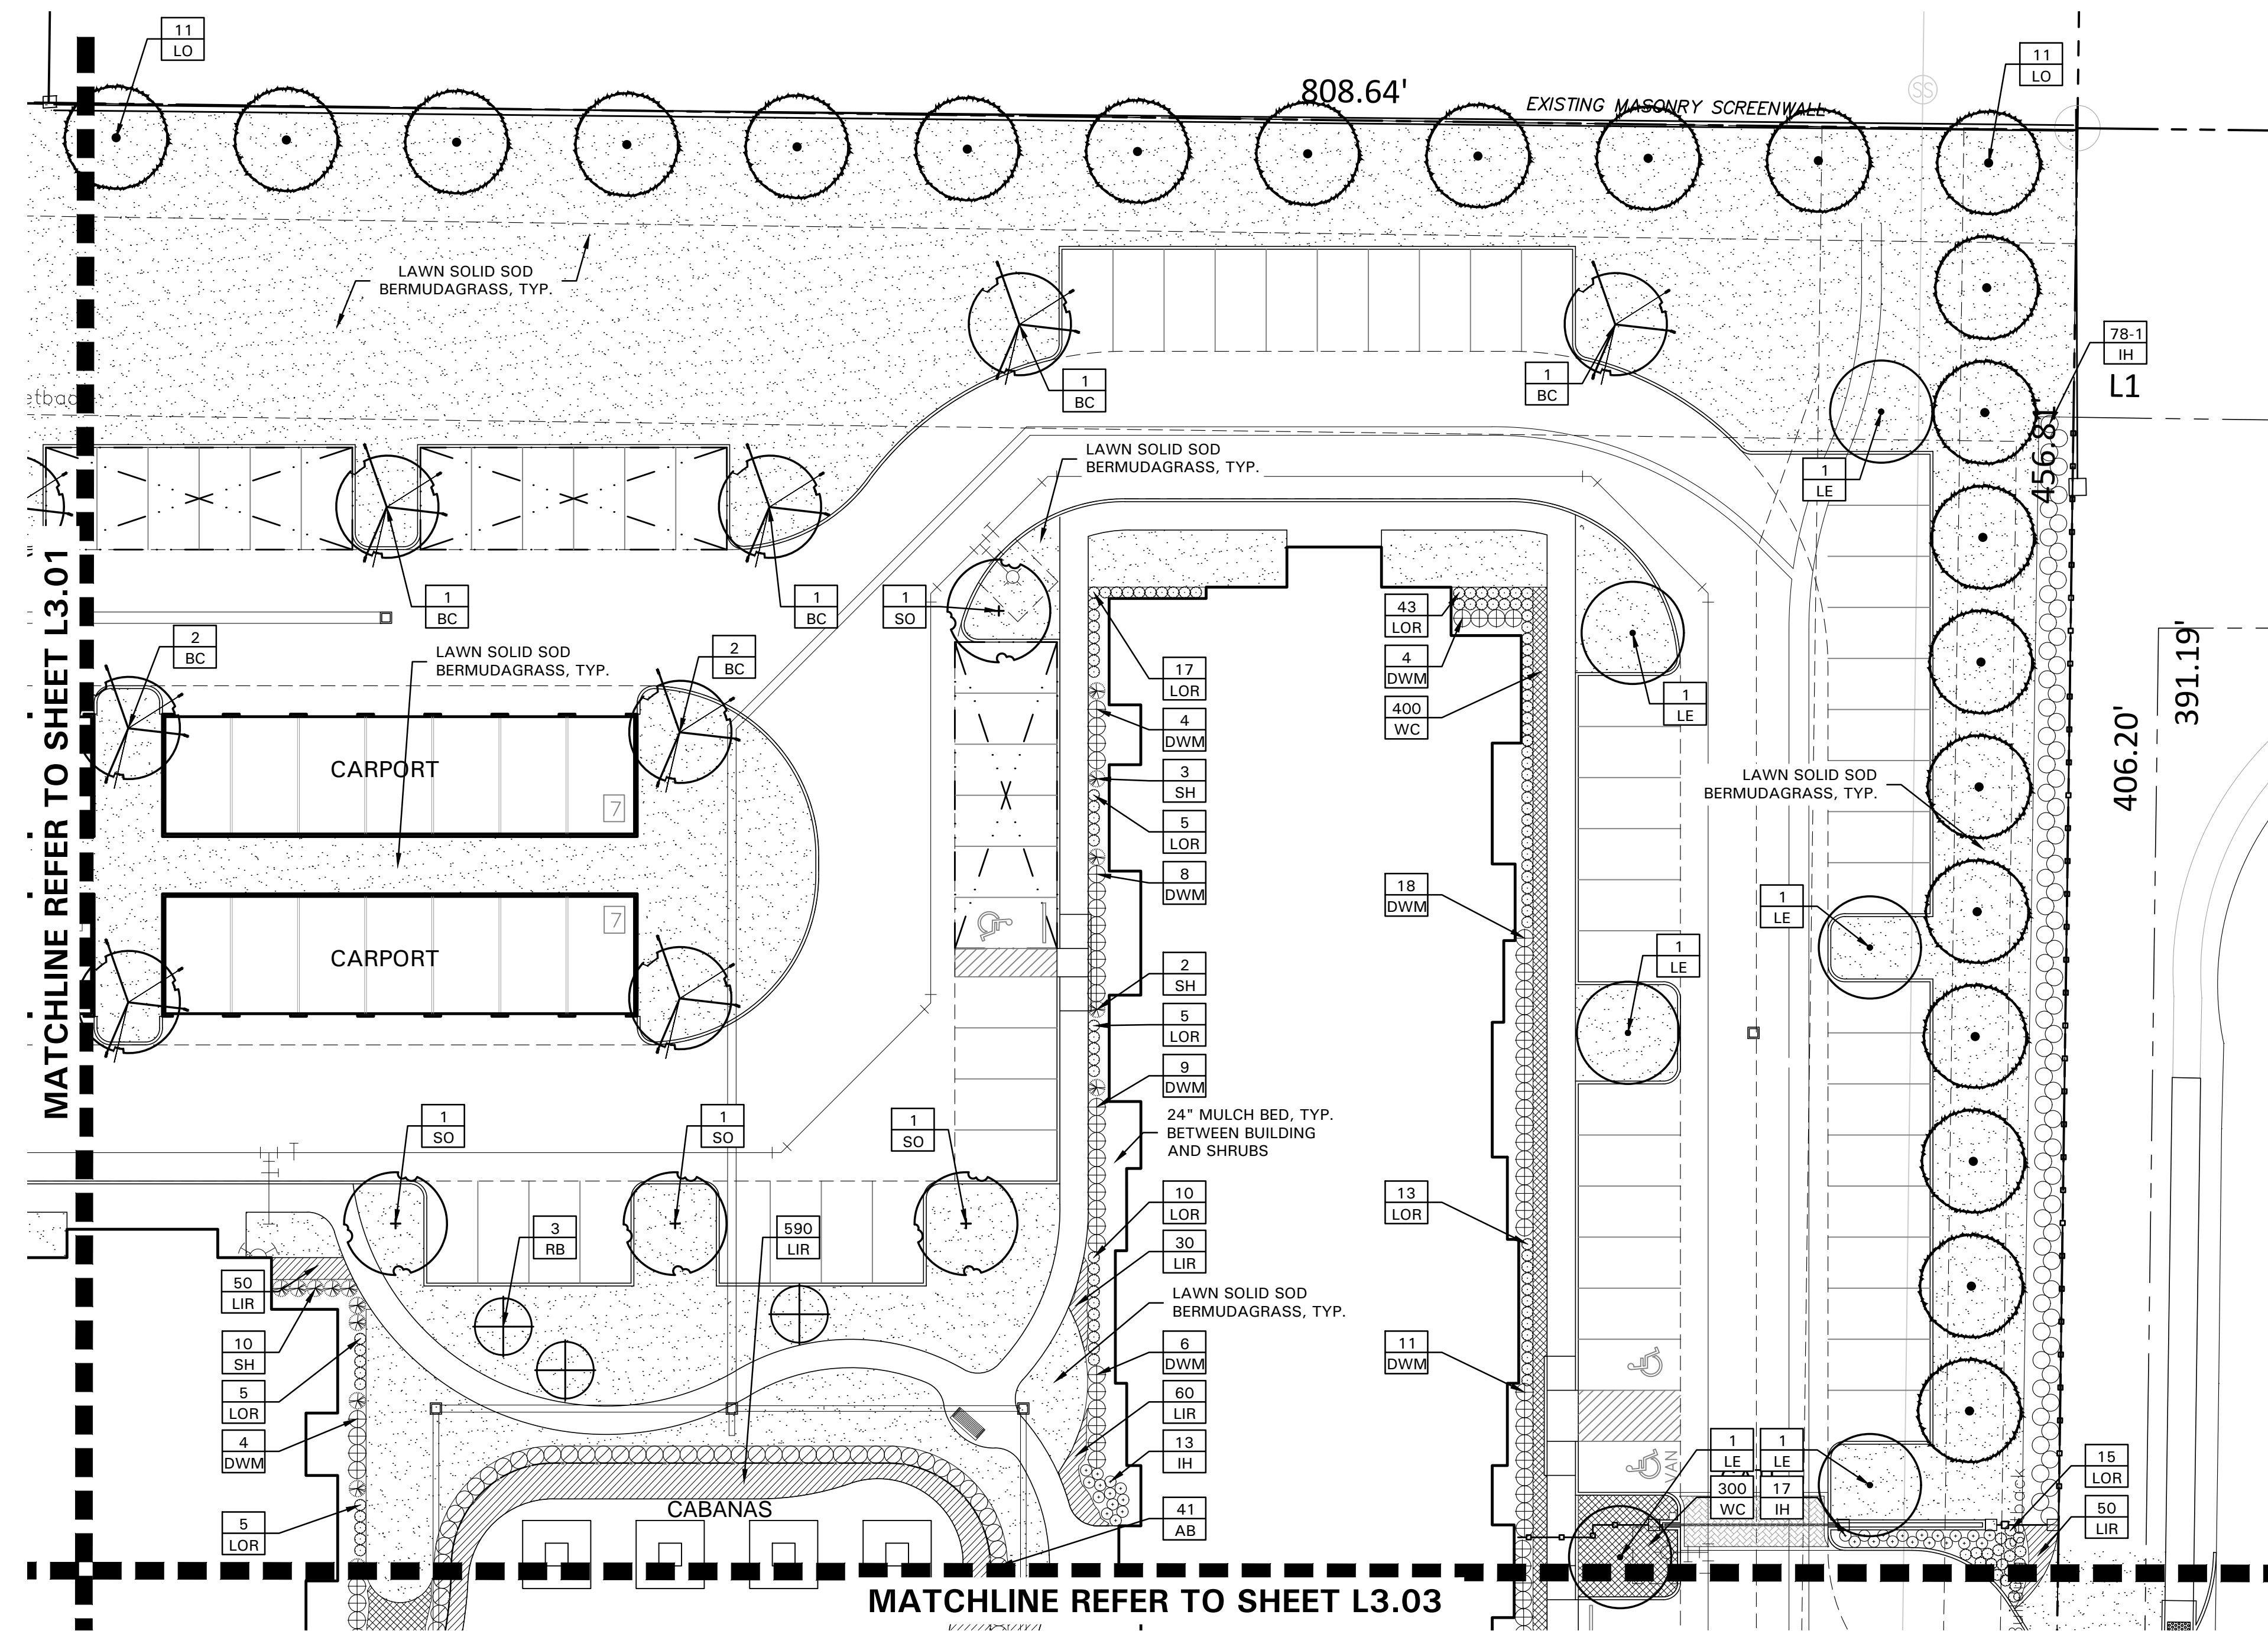 11
LO
11
LO
808.64'
EXISTING MASONRY SCREENWALL
SS
LAWN SOLID SOD
BERMUDAGRASS, TYP.
78-1
IH
L1
1
BC
1
BC
456.81'
1
LE
LAWN SOLID SOD
BERMUDAGRASS, TYP.
MATCHLINE REFER TO SHEET L3.01
1
BC
1
BC
1
SO
43
LOR
2
BC
2
BC
LAWN SOLID SOD
BERMUDAGRASS, TYP.
4
DWM
17
LOR
1
LE
391.19'
406.20'
400
WC
4
DWM
CARPORT
7
3
SH
LAWN SOLID SOD
BERMUDAGRASS, TYP.
5
LOR
8
DWM
18
DWM
1
LE
CARPORT
7
2
SH
1
LE
5
LOR
9
DWM
1
SO
1
SO
1
SO
24" MULCH BED, TYP.
BETWEEN BUILDING
AND SHRUBS
10
LOR
13
LOR
3
RB
590
LIR
30
LIR
50
LIR
LAWN SOLID SOD
BERMUDAGRASS, TYP.
10
SH
6
DWM
11
DWM
5
LOR
60
LIR
4
DWM
13
IH
1
LE
1
LE
VAN
15
LOR
300
WC
17
IH
CABANAS
5
LOR
41
AB
50
LIR
MATCHLINE REFER TO SHEET L3.03